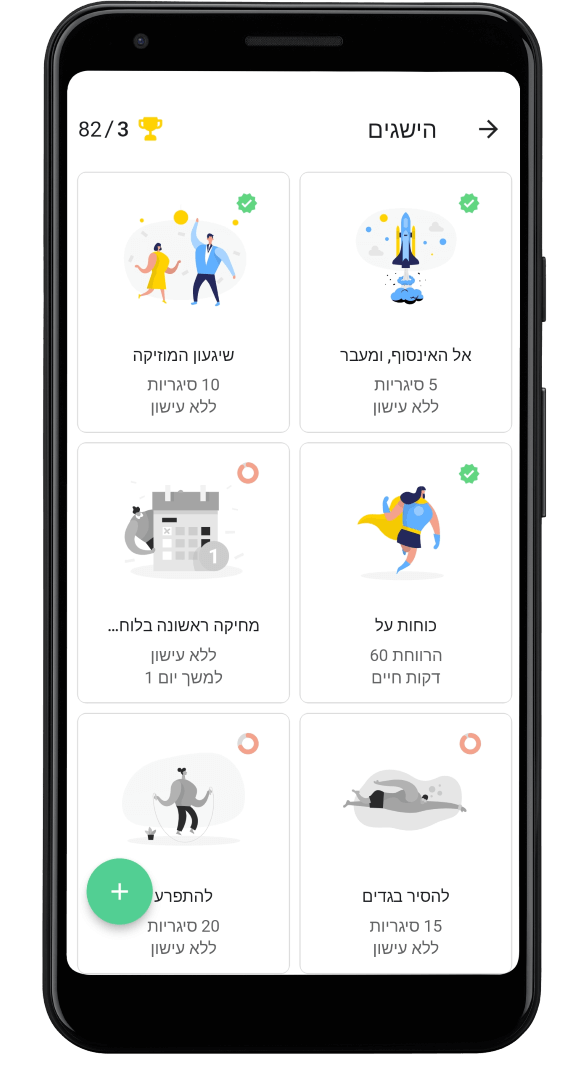 הישגים
3/82
אל האינסוף, ומעבר
5 סיגריות
ללא עישון
שיגעון המוזיקה
10 סיגריות
ללא עישון
כוחות על
הרווחת 60
דקות חיים
מחיקה ראשונה בלוח...
ללא עישון
למשך יום 1
1
להסיר בגדים
15 סיגריות
ללא עישון
להתפרע
20 סיגריות
ללא עישון